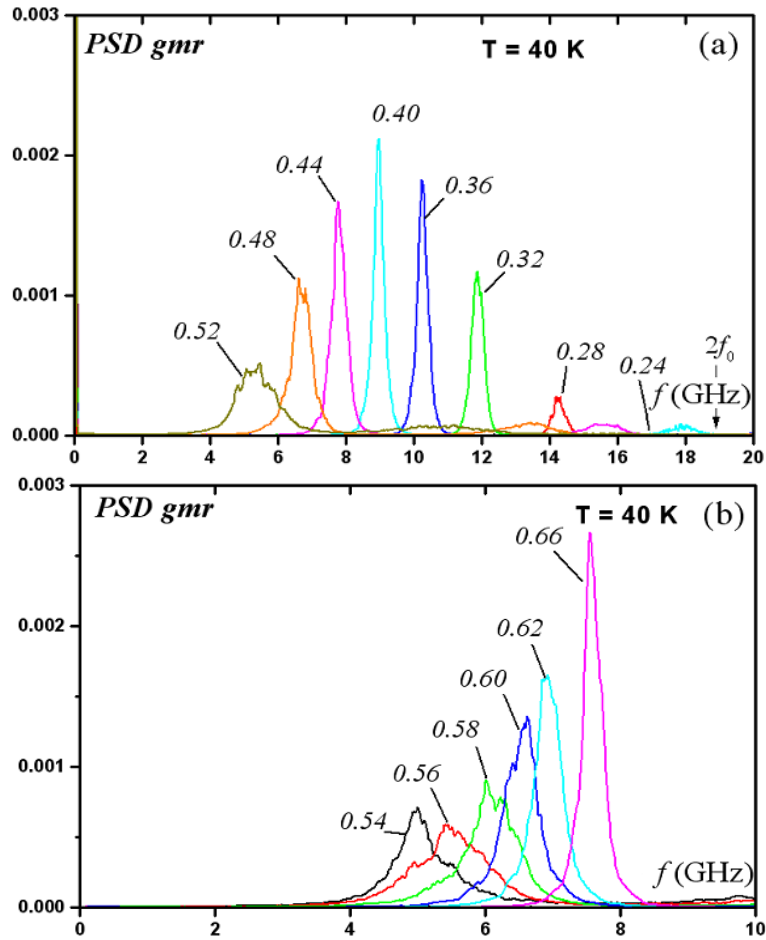 0.003
PSD gmr
T = 40 K
(a)
0.40
0.44
0.36
0.002
0.48
0.32
0.001
0.52
0.28
0.24
2f₀
f (GHz)
0.000
0 2 4 6 8 10 12 14 16 18 20
0.003
PSD gmr
T = 40 K
(b)
0.66
0.002
0.62
0.60
0.58
0.001
0.56
0.54
f (GHz)
0.000
0 2 4 6 8 10